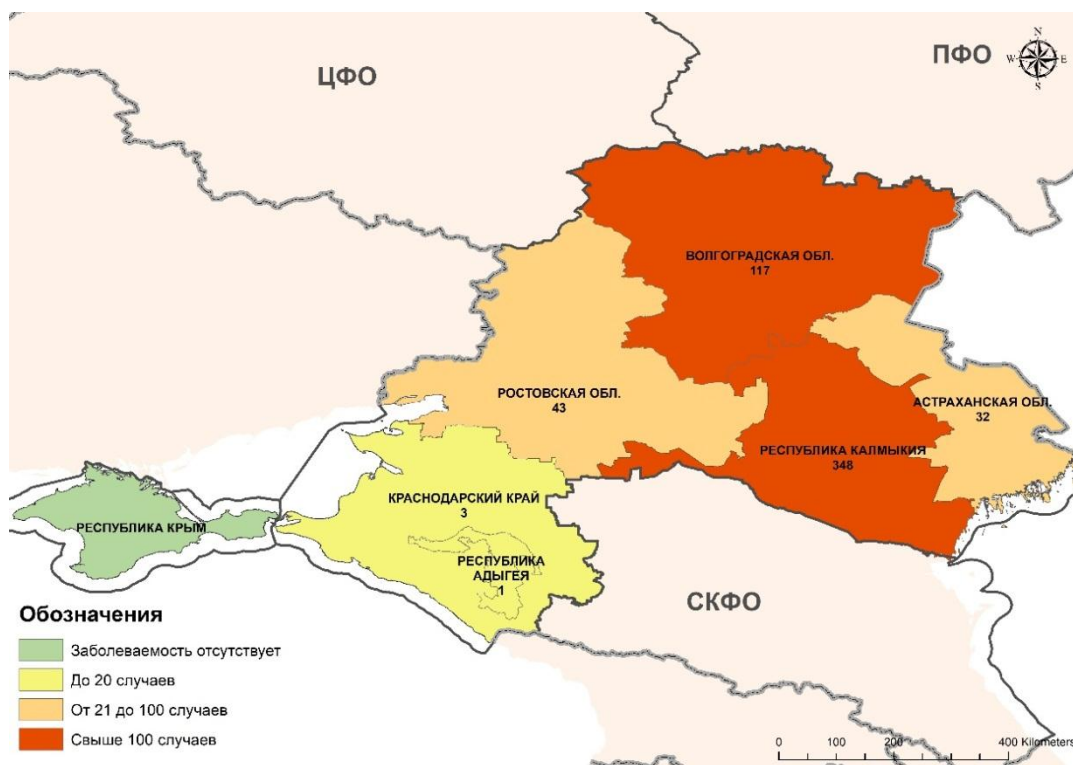 ЦФО
ПФО
N
W E
S
ВОЛГОГРАДСКАЯ ОБЛ.
117
РОСТОВСКАЯ ОБЛ.
43
АСТРАХАНСКАЯ ОБЛ.
32
РЕСПУБЛИКА КАЛМЫКИЯ
348
КРАСНОДАРСКИЙ КРАЙ
3
РЕСПУБЛИКА КРЫМ
РЕСПУБЛИКА
АДЫГЕЯ
1
СКФО
Обозначения
Заболеваемость отсутствует
До 20 случаев
От 21 до 100 случаев
Свыше 100 случаев
0 100 200 400 Kilometers